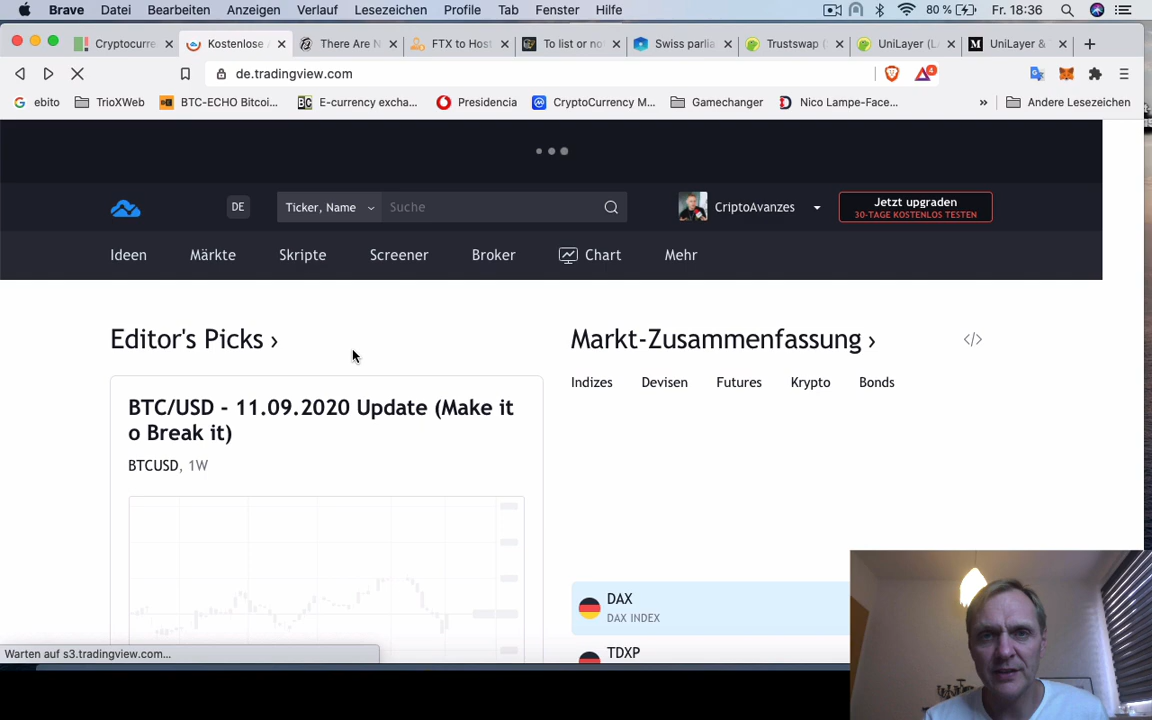 Brave Datei Bearbeiten Anzeigen Verlauf Lesezeichen Profile Tab Fenster Hilfe 80 % Fr. 18:36
Cryptocurre Kostenlose A There Are N FTX to Host To list or no Swiss parlia Trustswap ( UniLayer (LA UniLayer &
de.tradingview.com 4
ebito TrioXWeb BTC-ECHO Bitcoi... E-currency excha... Presidencia CryptoCurrency M... Gamechanger Nico Lampe-Face... » Andere Lesezeichen
DE Ticker, Name Suche CriptoAvanzes Jetzt upgraden
30-TAGE KOSTENLOS TESTEN
Ideen Märkte Skripte Screener Broker Chart Mehr
Editor's Picks › Markt-Zusammenfassung › </>
Indizes Devisen Futures Krypto Bonds
BTC/USD - 11.09.2020 Update (Make it
o Break it)
BTCUSD, 1W
DAX
DAX INDEX
TDXP
Warten auf s3.tradingview.com...